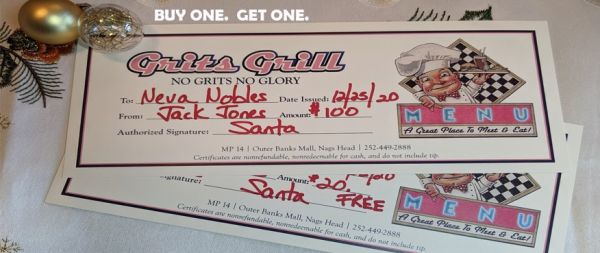 BUY ONE. GET ONE.
Grits Grill
NO GRITS NO GLORY
To: Neva Nobles Date Issued: 12/25/20
From: Jack Jones Amount: $100
Authorized Signature: Santa
MP 14 | Outer Banks Mall, Nags Head | 252-449-2888
Certificates are nonrefundable, nonredeemable for cash, and do not include tip.
MENU
A Great Place To Meet & Eat!
Amount: $20.
Santa FREE
MP 14 | Outer Banks Mall, Nags Head | 252-449-2888
Certificates are nonrefundable, nonredeemable for cash, and do not include tip.
MENU
A Great Place To Meet & Eat!